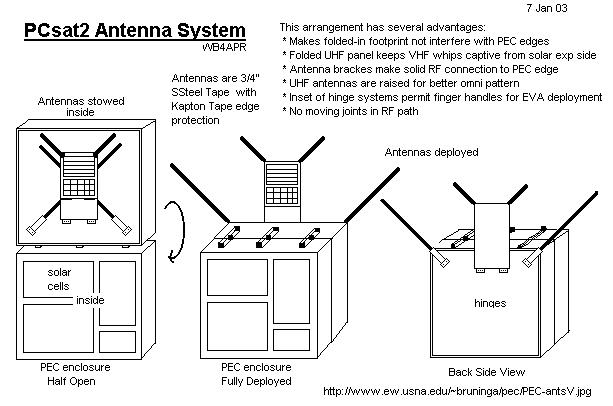 7 Jan 03
PCsat2 Antenna System
WB4APR
This arrangement has several advantages:
* Makes folded-in footprint not interfere with PEC edges
* Folded UHF panel keeps VHF whips captive from solar exp side
* Antenna brackes make solid RF connection to PEC edge
* UHF antennas are raised for better omni pattern
* Inset of hinge systems permit finger handles for EVA deployment
* No moving joints in RF path
Antennas are 3/4"
SSteel Tape with
Kapton Tape edge
protection
Antennas stowed
inside
Antennas deployed
solar
cells
inside
hinges
PEC enclosure
Half Open
PEC enclosure
Fully Deployed
Back Side View
http://www.ew.usna.edu/~bruninga/pec/PEC-antsV.jpg